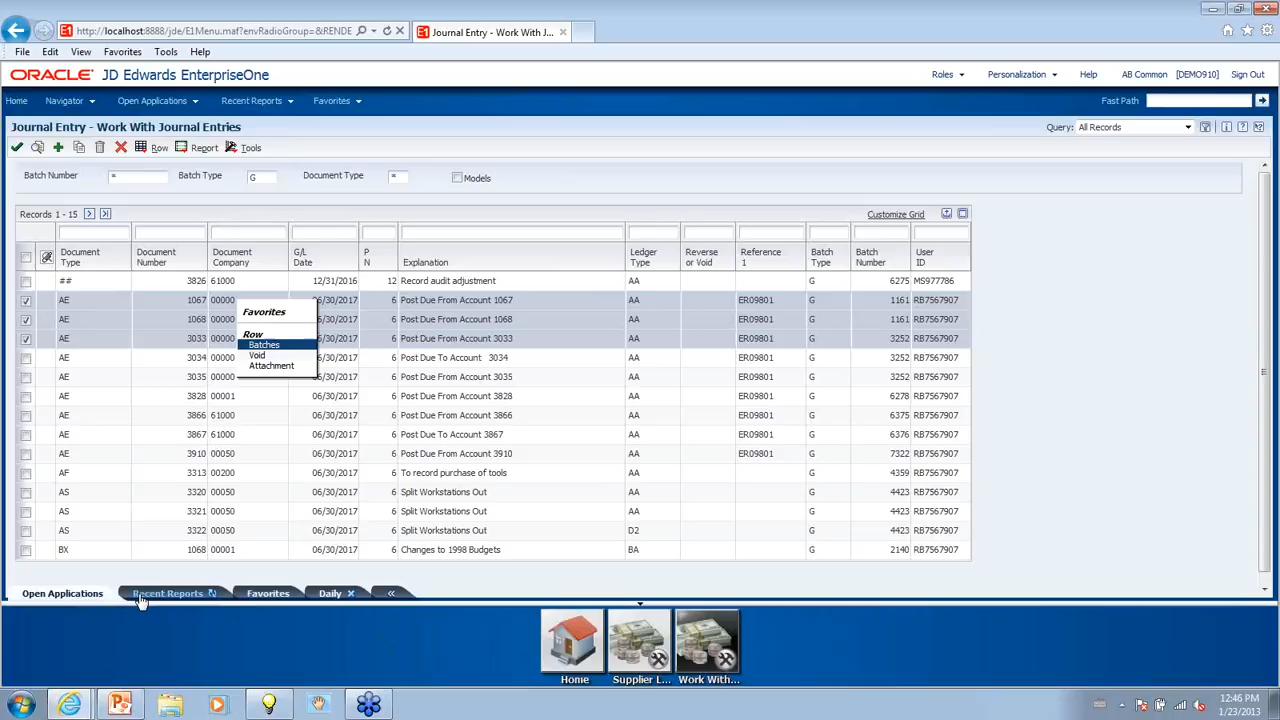 http://localhost:8888/jde/E1Menu.maf?envRadioGroup=&RENDE
Journal Entry - Work With J...
File Edit View Favorites Tools Help
ORACLE JD Edwards EnterpriseOne
Roles Personalization Help AB Common [DEMO910] Sign Out
Home Navigator Open Applications Recent Reports Favorites Fast Path
Journal Entry - Work With Journal Entries
Query: All Records
Row Report Tools
Batch Number = Batch Type G Document Type = Models
Records 1 - 15 Customize Grid
Document Type Document Number Document Company G/L Date P N Explanation Ledger Type Reverse or Void Reference 1 Batch Type Batch Number User ID
## 3826 61000 12/31/2016 12 Record audit adjustment AA G 6275 MS977786
AE 1067 00000 06/30/2017 6 Post Due From Account 1067 AA ER09801 G 1161 RB7567907
AE 1068 00000 6 Post Due From Account 1068 AA ER09801 G 1161 RB7567907
AE 3033 00000 6 Post Due From Account 3033 AA ER09801 G 3252 RB7567907
AE 3034 00000 6 Post Due To Account 3034 AA ER09801 G 3252 RB7567907
AE 3035 00000 06/30/2017 6 Post Due From Account 3035 AA ER09801 G 3252 RB7567907
AE 3828 00001 06/30/2017 6 Post Due From Account 3828 AA ER09801 G 6278 RB7567907
AE 3866 61000 06/30/2017 6 Post Due From Account 3866 AA ER09801 G 6375 RB7567907
AE 3867 61000 06/30/2017 6 Post Due To Account 3867 AA ER09801 G 6376 RB7567907
AE 3910 00050 06/30/2017 6 Post Due From Account 3910 AA ER09801 G 7322 RB7567907
AF 3313 00200 06/30/2017 6 To record purchase of tools AA G 4359 RB7567907
AS 3320 00050 06/30/2017 6 Split Workstations Out AA G 4423 RB7567907
AS 3321 00050 06/30/2017 6 Split Workstations Out AA G 4423 RB7567907
AS 3322 00050 06/30/2017 6 Split Workstations Out D2 G 4423 RB7567907
BX 1068 00001 06/30/2017 6 Changes to 1998 Budgets BA G 2140 RB7567907
Favorites
Row
Batches
Void
Attachment
Open Applications Recent Reports Favorites Daily
Home Supplier L... Work With...
12:46 PM
1/23/2013